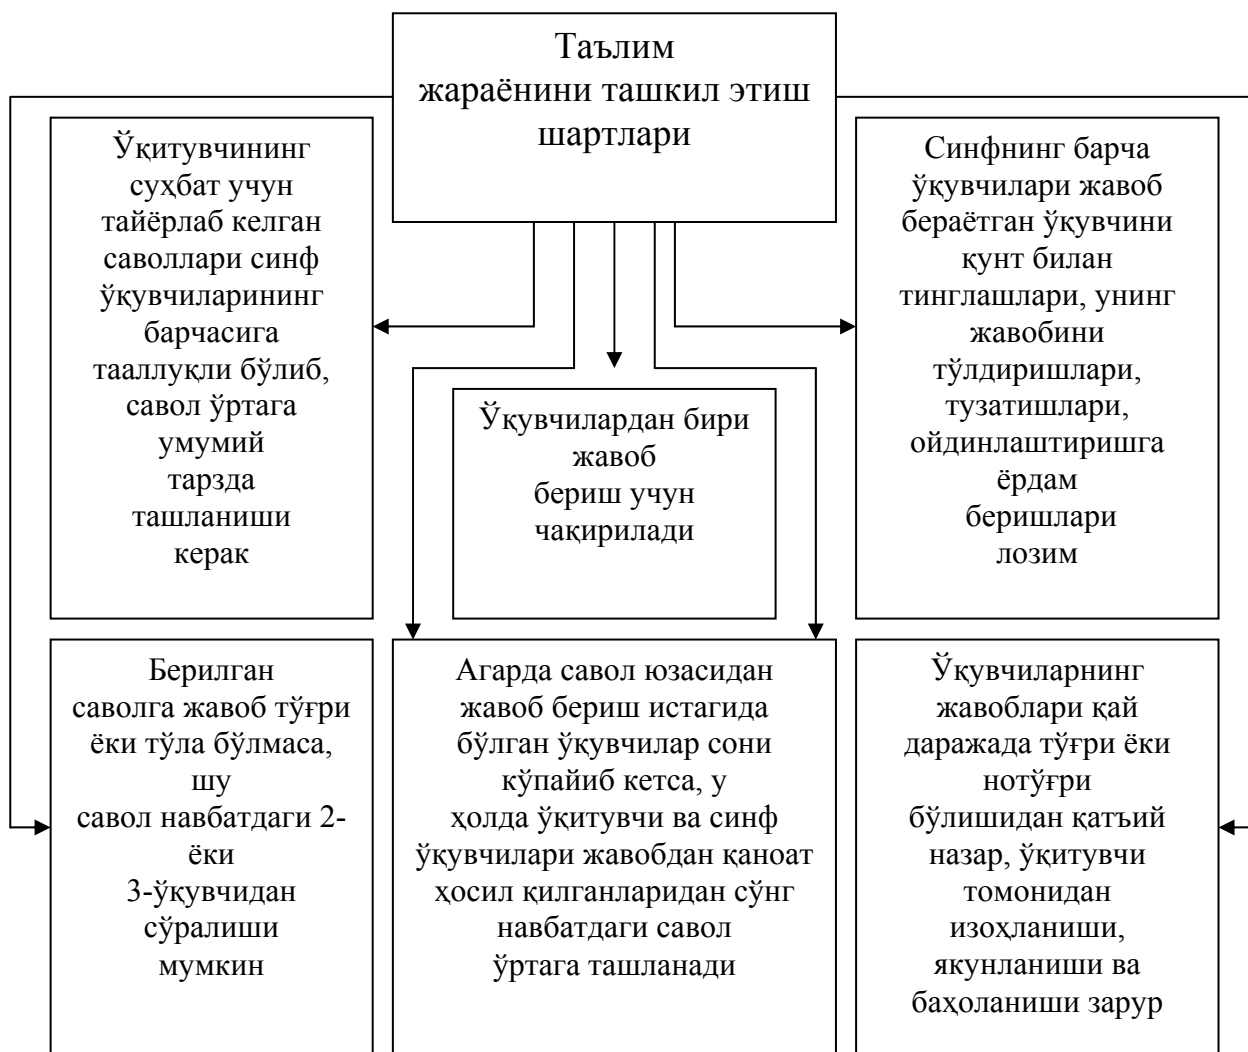 Таълим
жараёнини ташкил этиш
шартлари
Ўқитувчининг
суҳбат учун
тайёрлаб келган
саволлари синф
ўқувчиларининг
барчасига
тааллуқли бўлиб,
савол ўртага
умумий
тарзда
ташланиши
керак
Ўқувчилардан бири
жавоб
бериш учун
чақирилади
Синфнинг барча
ўқувчилари жавоб
бераётган ўқувчини
қунт билан
тинглашлари, унинг
жавобини
тўлдиришлари,
тузатишлари,
ойдинлаштиришга
ёрдам
беришлари
лозим
Берилган
саволга жавоб тўғри
ёки тўла бўлмаса,
шу
савол навбатдаги 2-
ёки
3-ўқувчидан
сўралиши
мумкин
Агарда савол юзасидан
жавоб бериш истагида
бўлган ўқувчилар сони
кўпайиб кетса, у
ҳолда ўқитувчи ва синф
ўқувчилари жавобдан қаноат
ҳосил қилганларидан сўнг
навбатдаги савол
ўртага ташланади
Ўқувчиларнинг
жавоблари қай
даражада тўғри ёки
нотўғри
бўлишидан қатъий
назар, ўқитувчи
томонидан
изоҳланиши,
якунланиши ва
баҳоланиши зарур